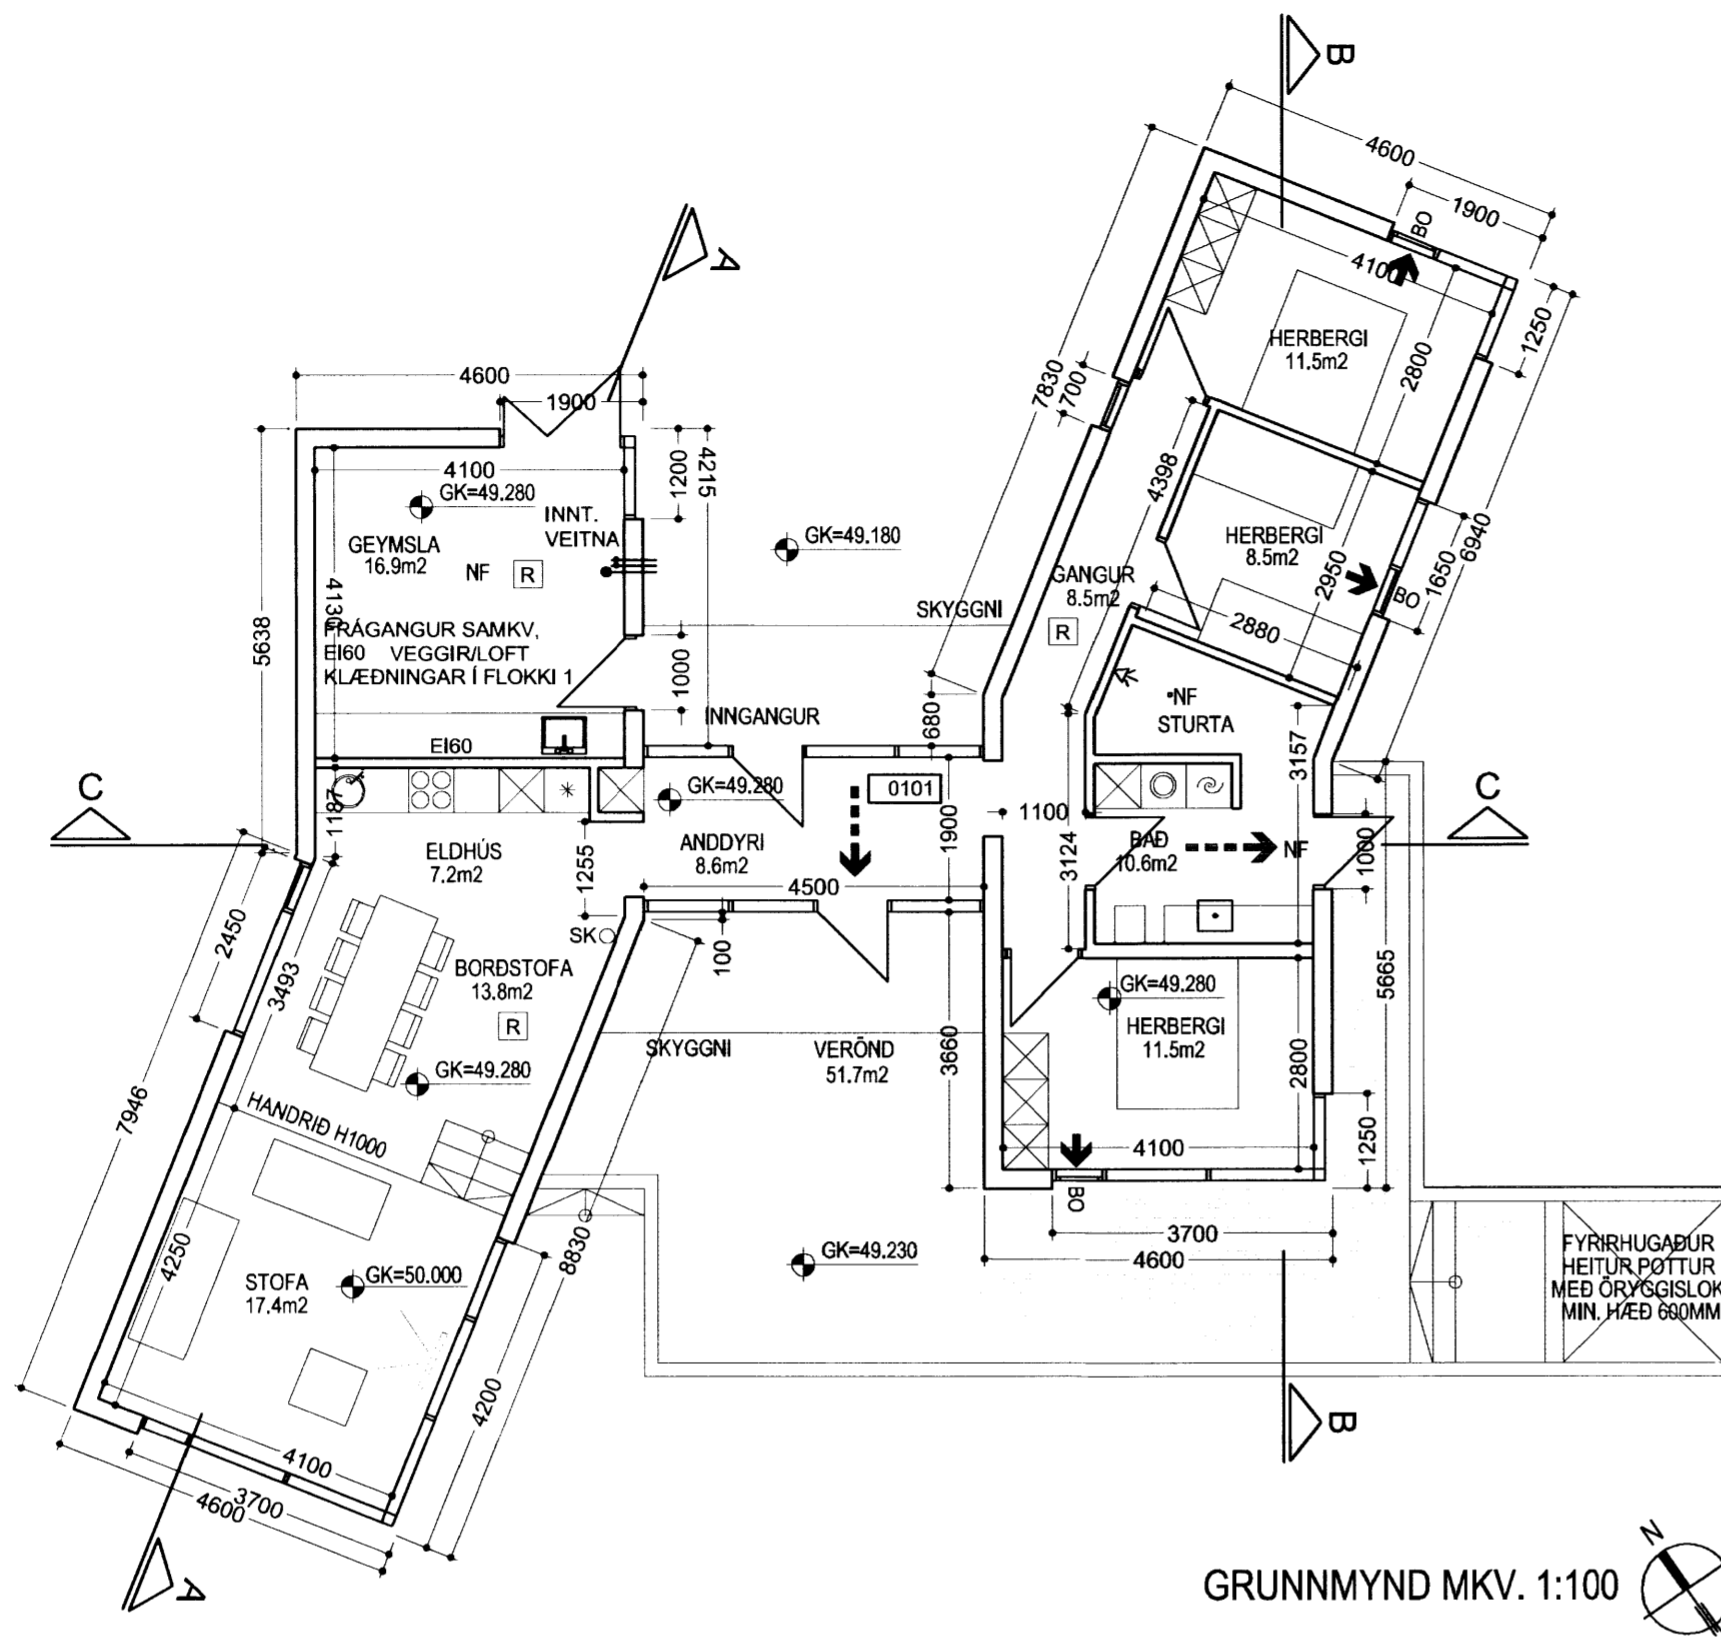 B
4600
1900
BO
4100
HERBERGI
11.5m2
2800
1250
7830
700
A
4600
1900
4100
GK=49.280
INNT.
VEITNA
GEYMSLA
16.9m2
NF
R
1200
4215
GK=49.180
4398
HERBERGI
8.5m2
2950
BO
1650
6940
GANGUR
8.5m2
R
2880
SKYGGNI
4130
FRÁGANGUR SAMKV,
EI60 VEGGIR/LOFT
KLÆÐNINGAR Í FLOKKI 1
5638
1000
680
INNGANGUR
NF
STURTA
EI60
3157
C
1187
GK=49.280
0101
1900
1100
C
ELDHÚS
7.2m2
1255
ANDDYRI
8.6m2
4500
3124
BAÐ
10.6m2
NF
1000
2450
3493
SK
100
BORÐSTOFA
13.8m2
R
GK=49.280
HANDRIÐ H1000
7946
SKYGGNI
VERÖND
51.7m2
3660
GK=49.280
HERBERGI
11.5m2
2800
5665
4100
1250
BO
3700
4600
4250
STOFA
17.4m2
GK=50.000
8830
GK=49.230
4200
FYRIRHUGAÐUR
HEITUR POTTUR
MEÐ ÖRYGGISLOK
MIN. HÆÐ 600MM
B
4100
3700
4600
A
N
GRUNNMYND MKV. 1:100